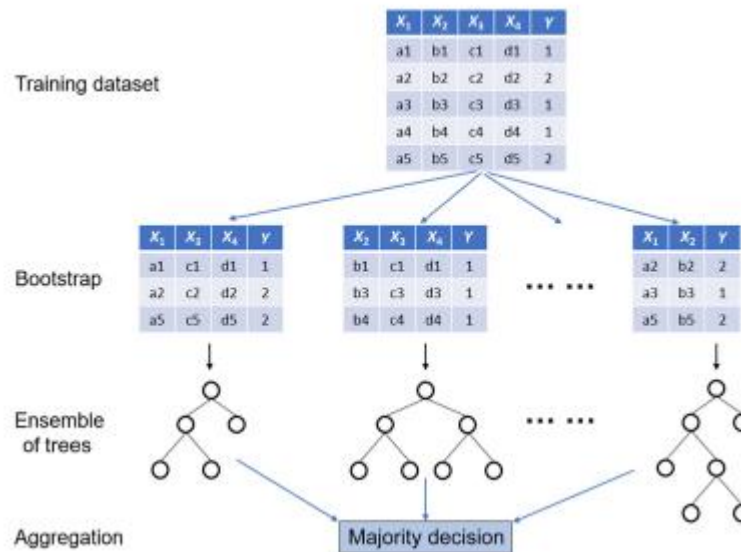 X1 X2 X3 X4 Y
a1 b1 c1 d1 1
a2 b2 c2 d2 2
Training dataset
a3 b3 c3 d3 1
a4 b4 c4 d4 1
a5 b5 c5 d5 2
X1 X3 X4 Y
a1 c1 d1 1
a2 c2 d2 2
a5 c5 d5 2
X2 X3 X4 Y
b1 c1 d1 1
b3 c3 d3 1
b4 c4 d4 1
X1 X2 Y
a2 b2 2
a3 b3 1
a5 b5 2
Bootstrap
... ...
Ensemble
of trees
... ...
Aggregation
Majority decision